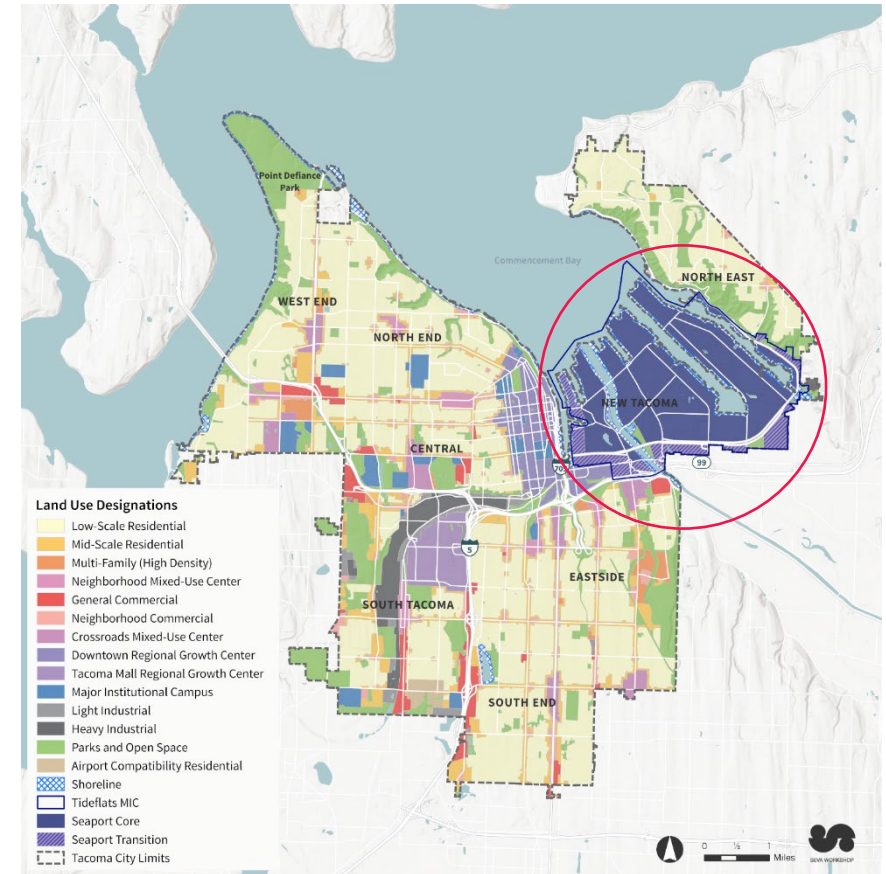 Point Defiance
Park
Commencement Bay
NORTH EAST
WEST END
NORTH END
NEW TACOMA
CENTRAL
705
99
5
EASTSIDE
SOUTH TACOMA
SOUTH END
Land Use Designations
Low-Scale Residential
Mid-Scale Residential
Multi-Family (High Density)
Neighborhood Mixed-Use Center
General Commercial
Neighborhood Commercial
Crossroads Mixed-Use Center
Downtown Regional Growth Center
Tacoma Mall Regional Growth Center
Major Institutional Campus
Light Industrial
Heavy Industrial
Parks and Open Space
Airport Compatibility Residential
Shoreline
Tideflats MIC
Seaport Core
Seaport Transition
Tacoma City Limits
0 ½ 1
Miles
SEVA WORKSHOP